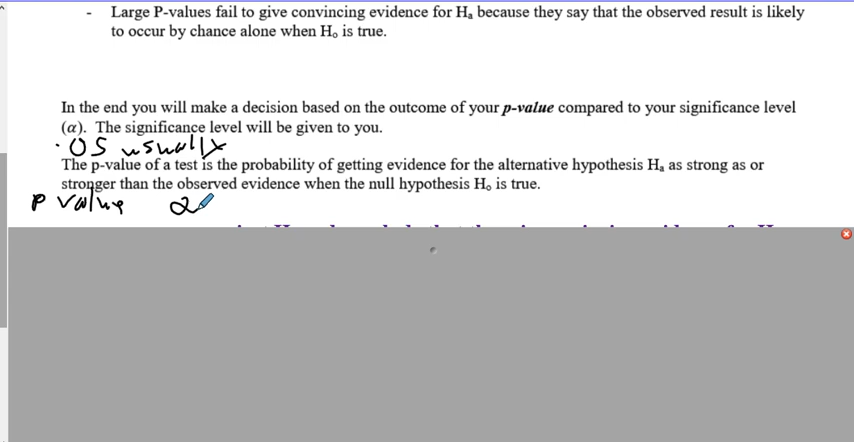 - Large P-values fail to give convincing evidence for Hₐ because they say that the observed result is likely
to occur by chance alone when Hₒ is true.
In the end you will make a decision based on the outcome of your p-value compared to your significance level
(α). The significance level will be given to you.
.05 usually
The p-value of a test is the probability of getting evidence for the alternative hypothesis Hₐ as strong as or
stronger than the observed evidence when the null hypothesis Hₒ is true.
p value α